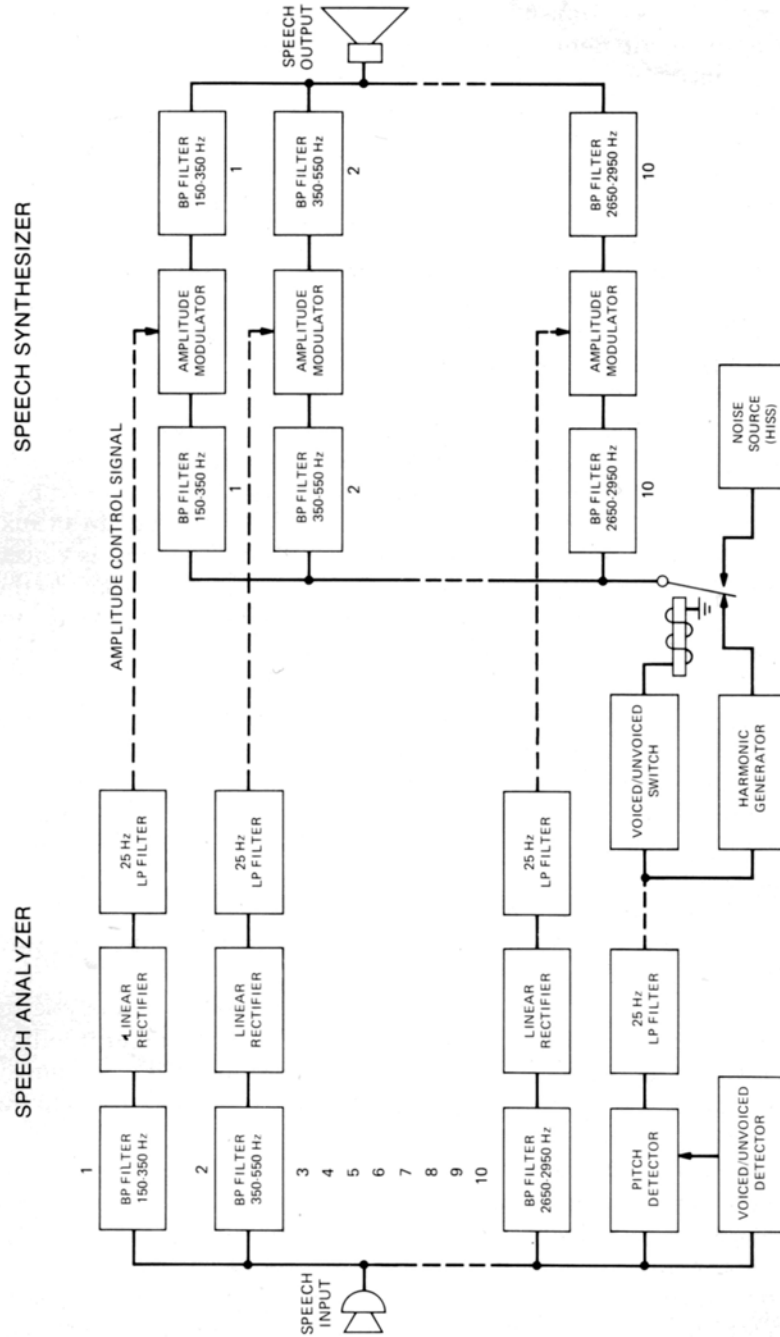 SPEECH ANALYZER
SPEECH SYNTHESIZER
SPEECH
INPUT
1
BP FILTER
150-350 Hz
LINEAR
RECTIFIER
25 Hz
LP FILTER
AMPLITUDE CONTROL SIGNAL
2
BP FILTER
350-550 Hz
LINEAR
RECTIFIER
25 Hz
LP FILTER
3
4
5
6
7
8
9
10
BP FILTER
2650-2950 Hz
LINEAR
RECTIFIER
25 Hz
LP FILTER
PITCH
DETECTOR
25 Hz
LP FILTER
VOICED/UNVOICED
DETECTOR
VOICED/UNVOICED
SWITCH
HARMONIC
GENERATOR
NOISE
SOURCE
(HISS)
BP FILTER
150-350 Hz
1
AMPLITUDE
MODULATOR
BP FILTER
150-350 Hz
1
BP FILTER
350-550 Hz
2
AMPLITUDE
MODULATOR
BP FILTER
350-550 Hz
2
BP FILTER
2650-2950 Hz
10
AMPLITUDE
MODULATOR
BP FILTER
2650-2950 Hz
10
SPEECH
OUTPUT